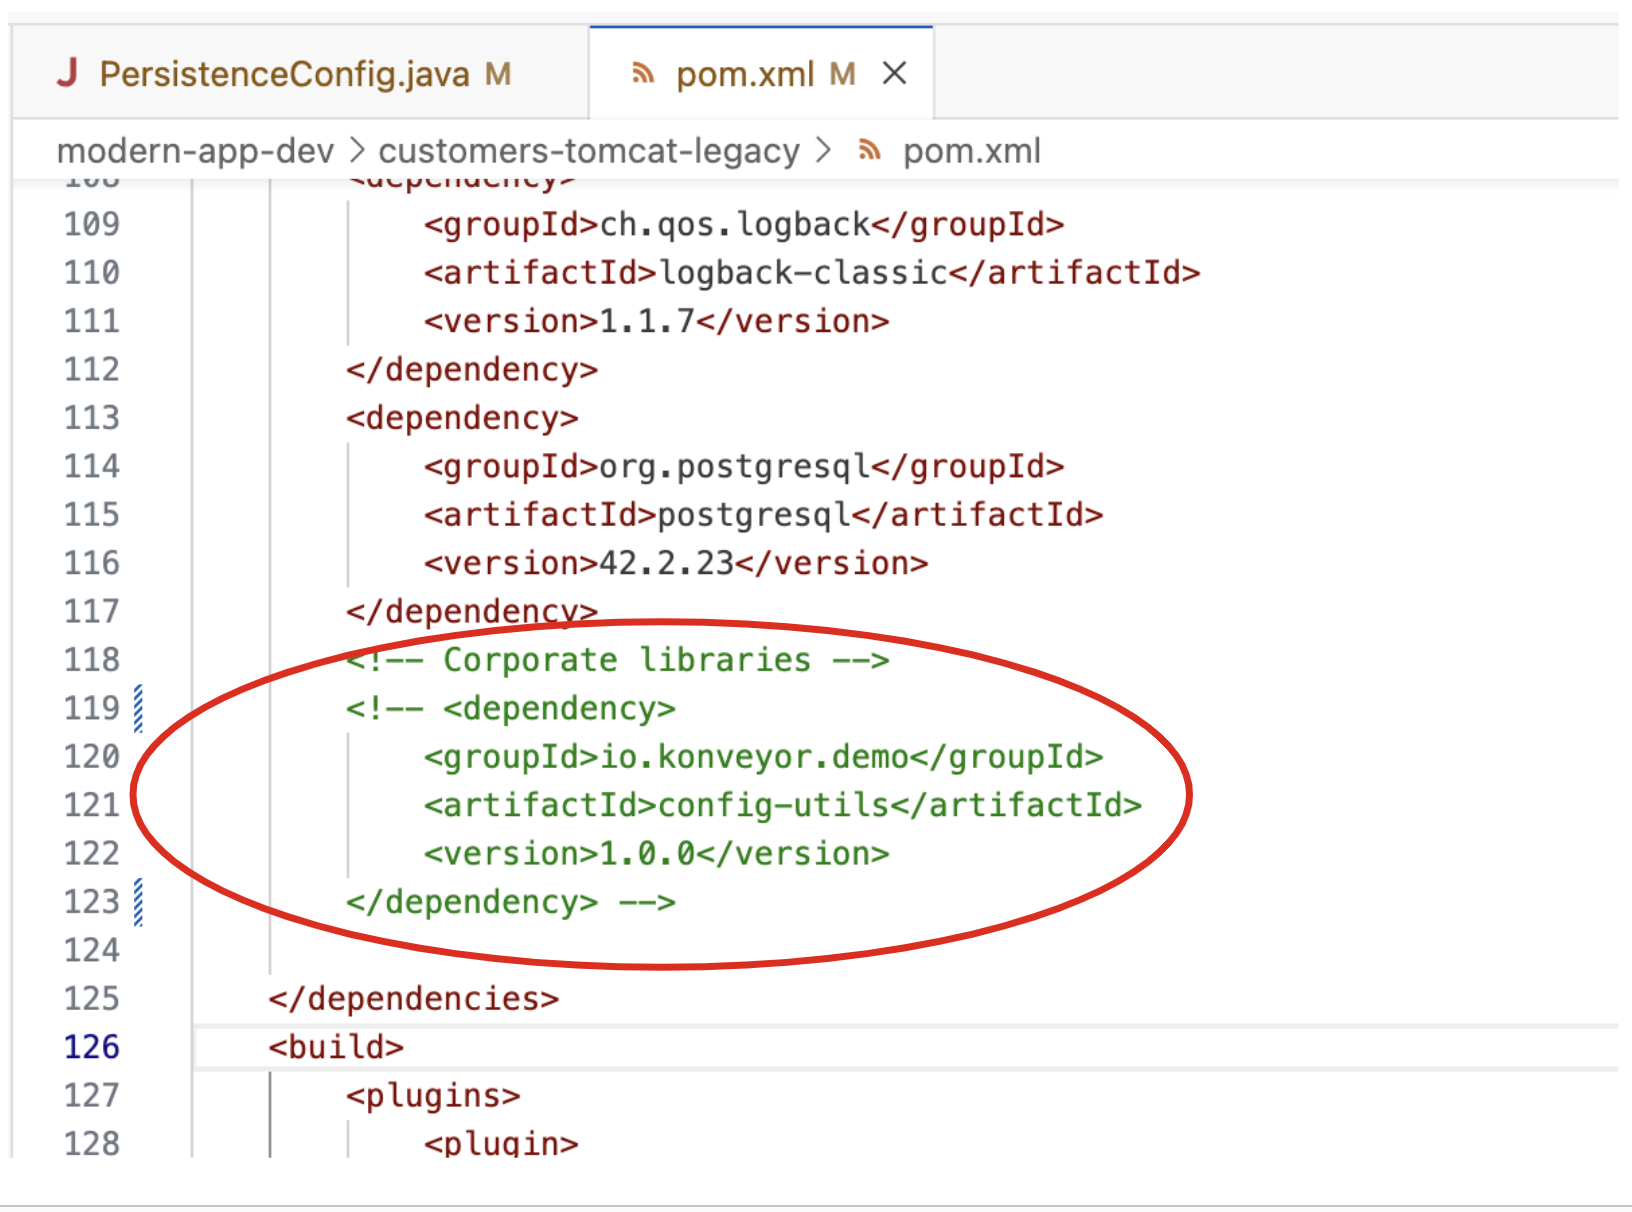 PersistenceConfig.java M
pom.xml M
modern-app-dev > customers-tomcat-legacy > pom.xml
108 <dependency>
109 <groupId>ch.qos.logback</groupId>
110 <artifactId>logback-classic</artifactId>
111 <version>1.1.7</version>
112 </dependency>
113 <dependency>
114 <groupId>org.postgresql</groupId>
115 <artifactId>postgresql</artifactId>
116 <version>42.2.23</version>
117 </dependency>
118 <!-- Corporate libraries -->
119 <!-- <dependency>
120 <groupId>io.konveyor.demo</groupId>
121 <artifactId>config-utils</artifactId>
122 <version>1.0.0</version>
123 </dependency> -->
124
125 </dependencies>
126 <build>
127 <plugins>
128 <plugin>